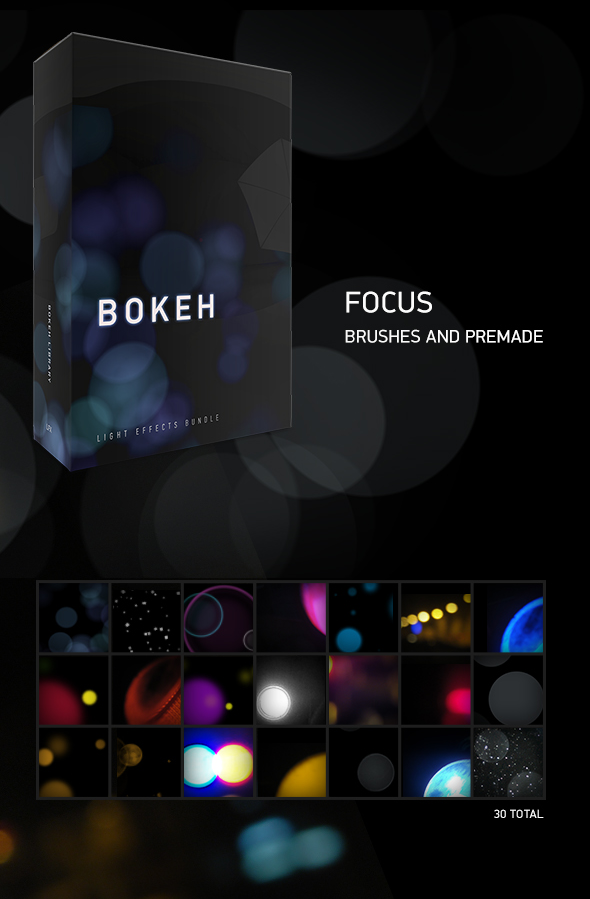 FOCUS
BRUSHES AND PREMADE
BOKEH
BOKEH LIBRARY
LIGHT EFFECTS BUNDLE
30 TOTAL